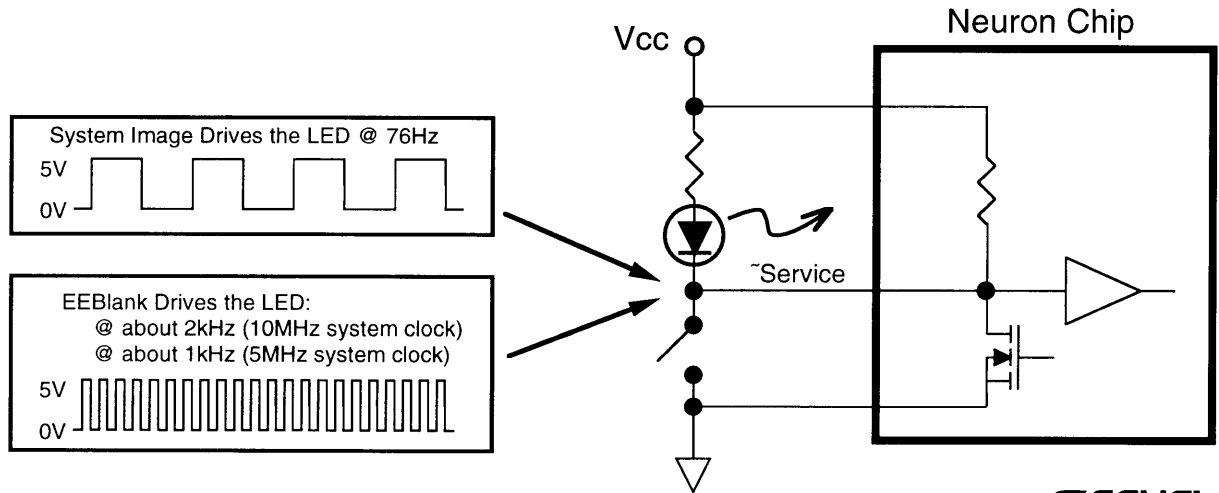 Neuron Chip
Vcc
System Image Drives the LED @ 76Hz
5V
0V
~Service
EEBlank Drives the LED:
@ about 2kHz (10MHz system clock)
@ about 1kHz (5MHz system clock)
5V
0V